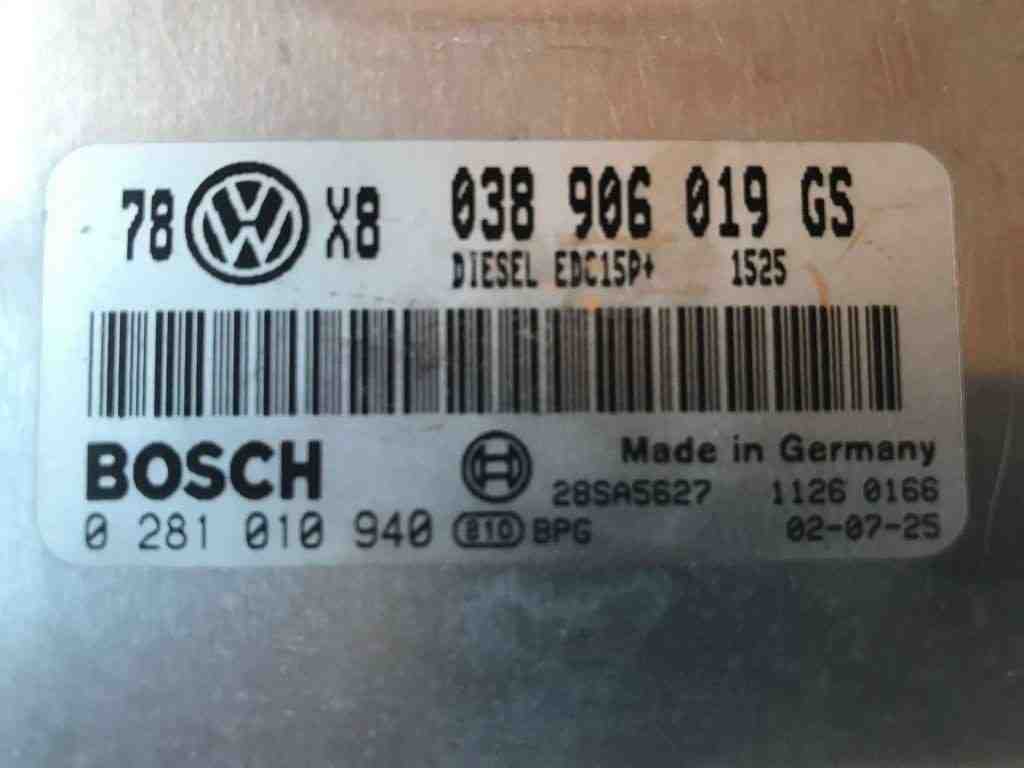 78 VW X8 038 906 019 GS
DIESEL EDC15P+ 1525
BOSCH
Made in Germany
28SA5627 1126 0166
0 281 010 940 810 BPG 02-07-25